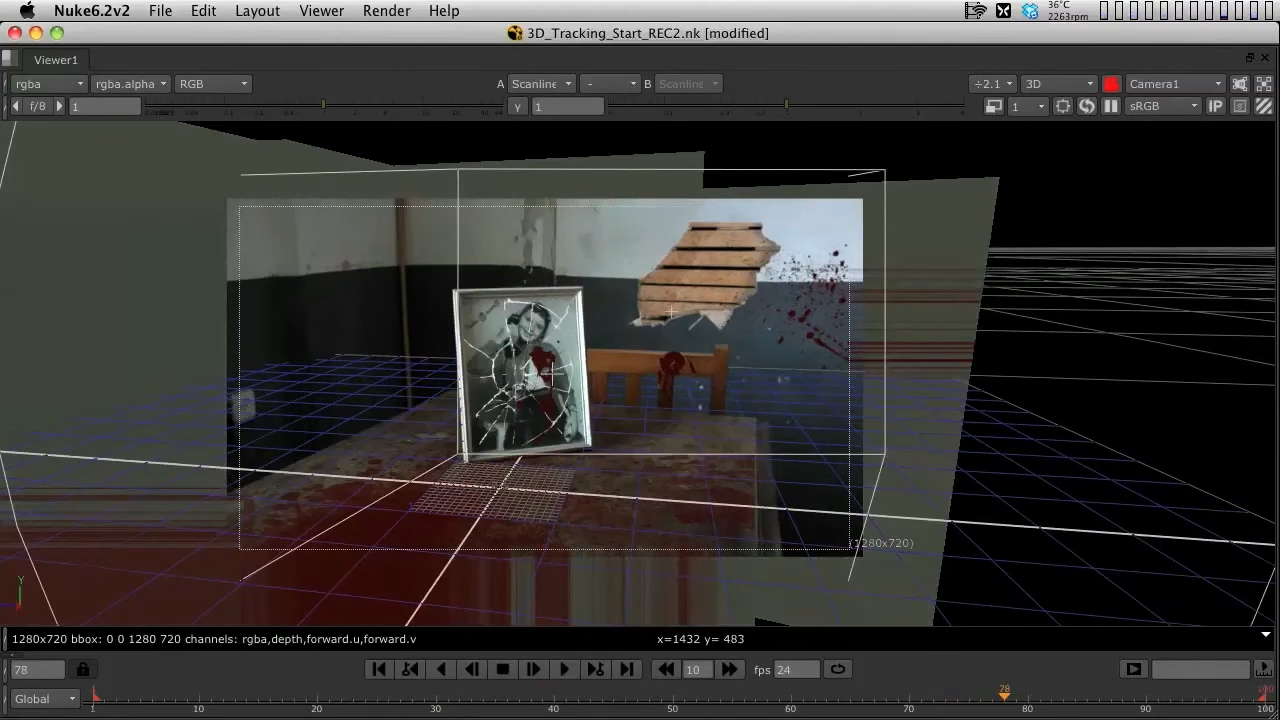 Nuke6.2v2 File Edit Layout Viewer Render Help
36°C
2263rpm
3D_Tracking_Start_REC2.nk [modified]
Viewer1
rgba rgba.alpha RGB A Scanline - B Scanline ÷2.1 3D Camera1
f/8 1 γ 1 1 sRGB IP
(1280x720)
Y
1280x720 bbox: 0 0 1280 720 channels: rgba,depth,forward.u,forward.v x=1432 y= 483
78 10 fps 24
Global 1 10 20 30 40 50 60 70 78 80 90 100 100